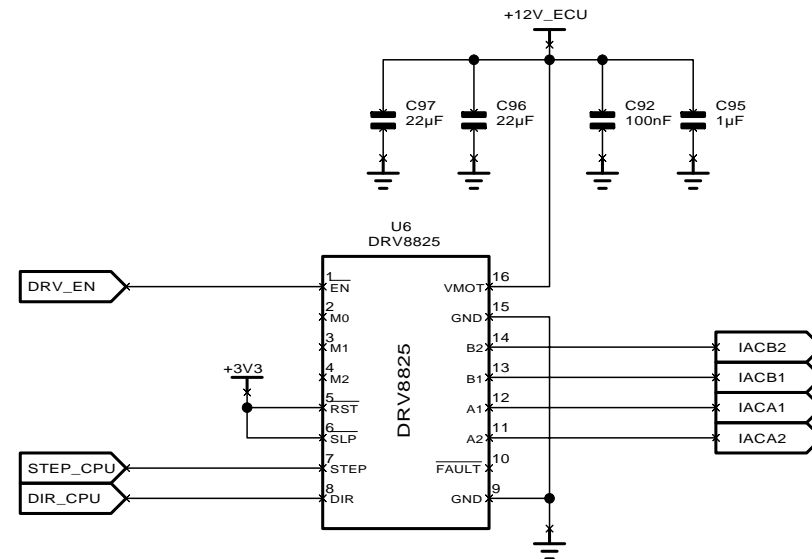 +12V_ECU
C97
22µF
C96
22µF
C92
100nF
C95
1µF
U6
DRV8825
DRV_EN
1
EN
16
VMOT
2
M0
15
GND
3
M1
14
B2
IACB2
4
M2
13
B1
IACB1
+3V3
5
RST
12
A1
IACA1
6
SLP
11
A2
IACA2
STEP_CPU
7
STEP
10
FAULT
DIR_CPU
8
DIR
9
GND
DRV8825